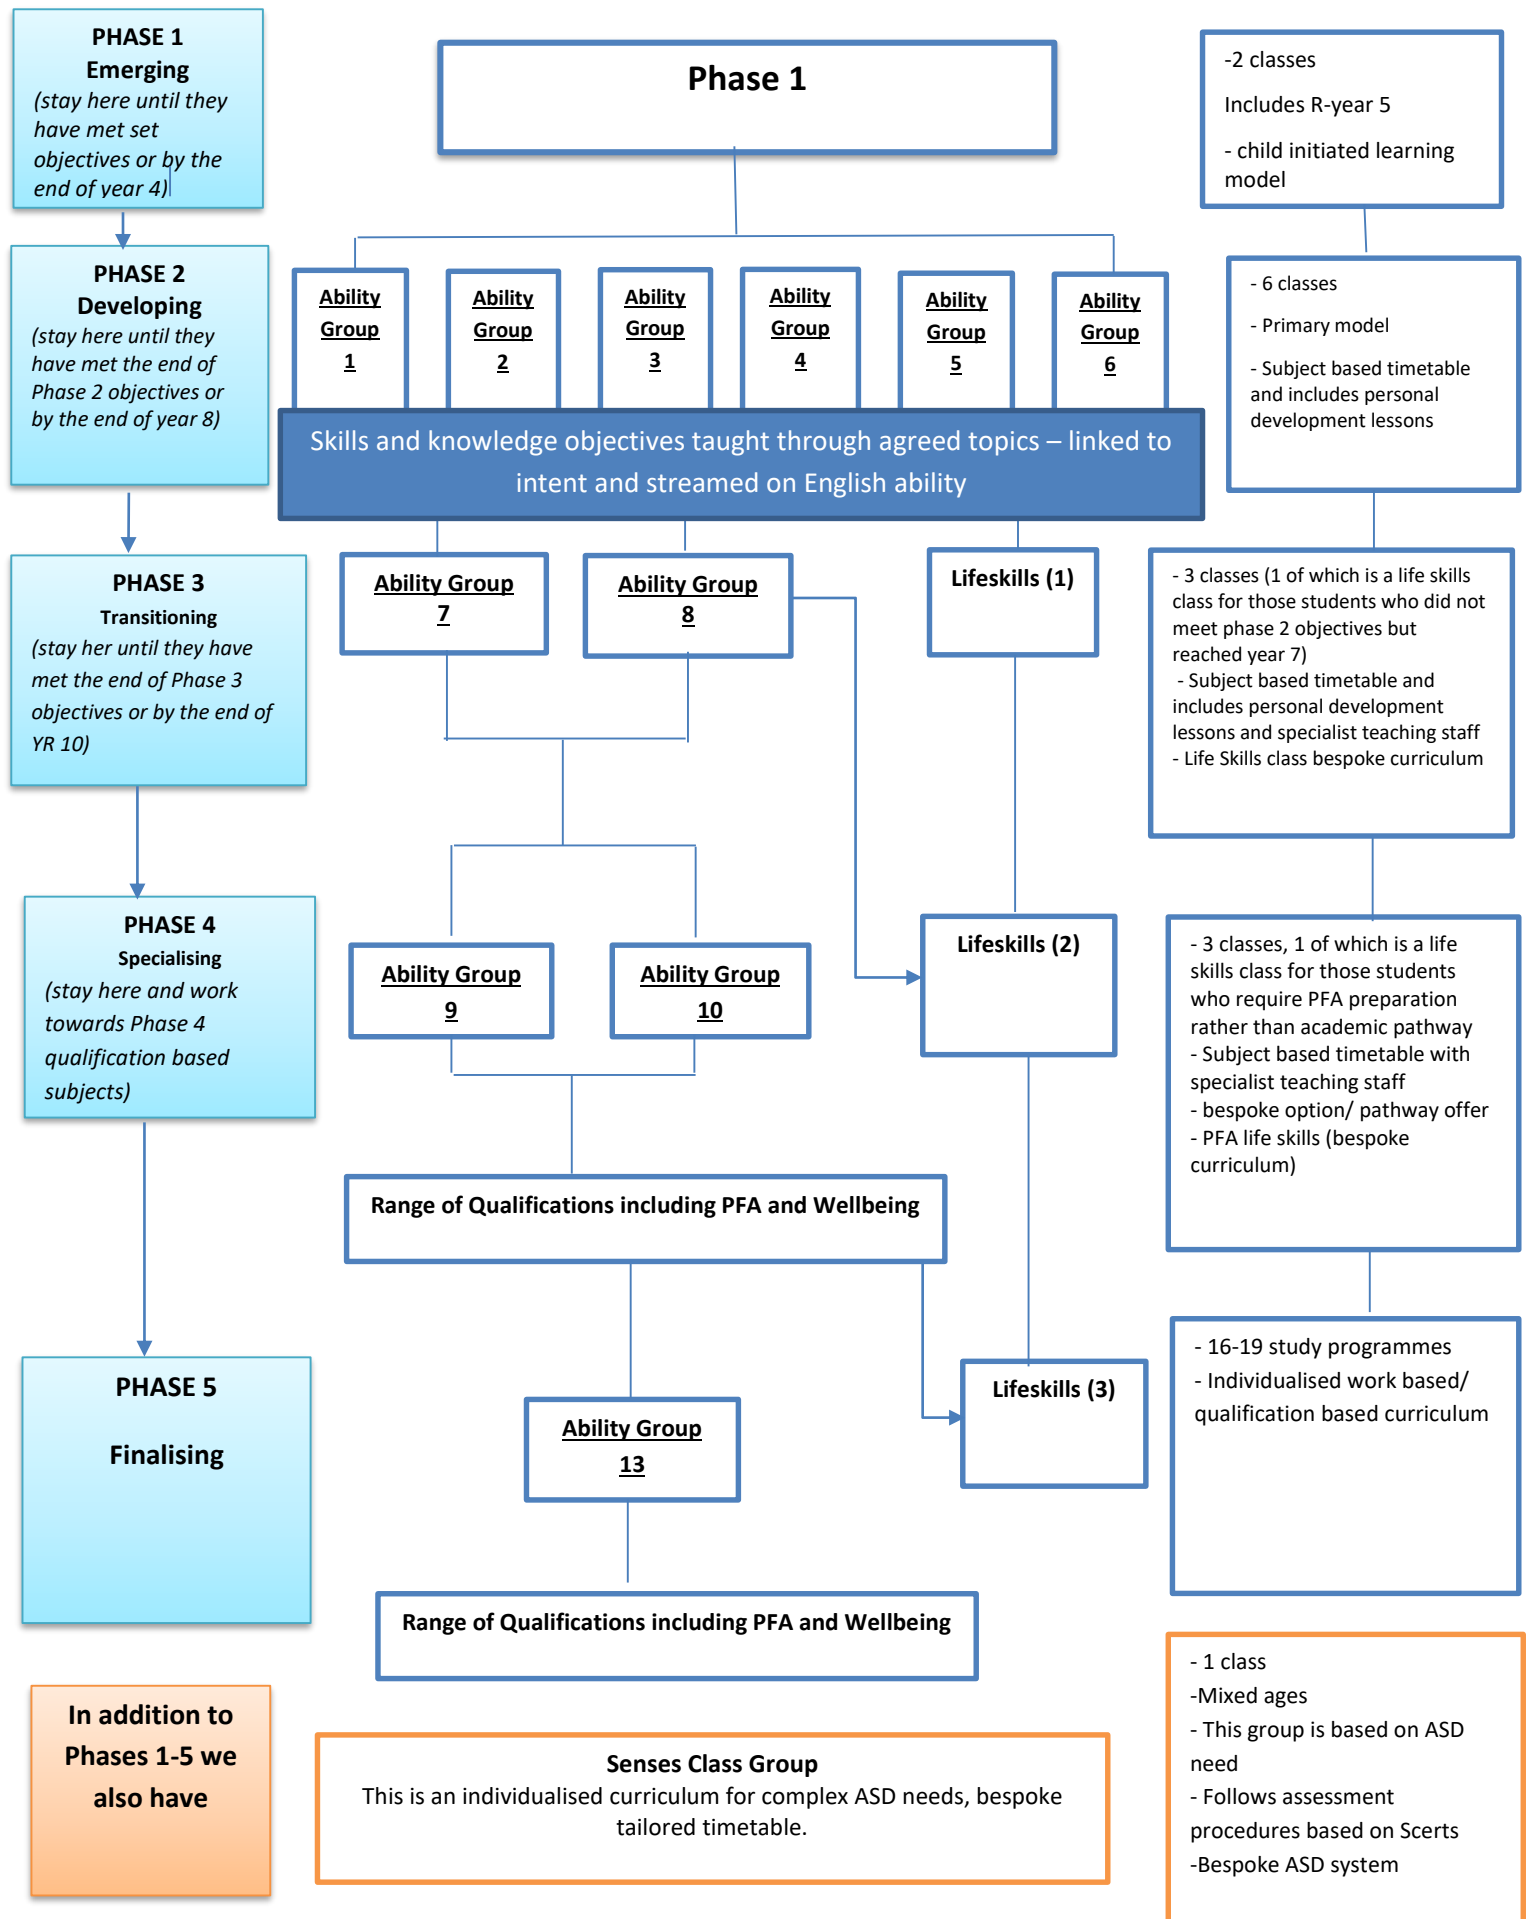 PHASE 1
Emerging
(stay here until they
have met set
objectives or by the
end of year 4)
Phase 1
-2 classes
Includes R-year 5
- child initiated learning
model
PHASE 2
Developing
(stay here until they
have met the end of
Phase 2 objectives or
by the end of year 8)
Ability
Group
1
Ability
Group
2
Ability
Group
3
Ability
Group
4
Ability
Group
5
Ability
Group
6
Skills and knowledge objectives taught through agreed topics – linked to
intent and streamed on English ability
- 6 classes
- Primary model
- Subject based timetable
and includes personal
development lessons
PHASE 3
Transitioning
(stay her until they have
met the end of Phase 3
objectives or by the end of
YR 10)
Ability Group
7
Ability Group
8
Lifeskills (1)
- 3 classes (1 of which is a life skills
class for those students who did not
meet phase 2 objectives but
reached year 7)
- Subject based timetable and
includes personal development
lessons and specialist teaching staff
- Life Skills class bespoke curriculum
PHASE 4
Specialising
(stay here and work
towards Phase 4
qualification based
subjects)
Ability Group
9
Ability Group
10
Lifeskills (2)
- 3 classes, 1 of which is a life
skills class for those students
who require PFA preparation
rather than academic pathway
- Subject based timetable with
specialist teaching staff
- bespoke option/ pathway offer
- PFA life skills (bespoke
curriculum)
Range of Qualifications including PFA and Wellbeing
PHASE 5
Finalising
Ability Group
13
Lifeskills (3)
- 16-19 study programmes
- Individualised work based/
qualification based curriculum
Range of Qualifications including PFA and Wellbeing
In addition to
Phases 1-5 we
also have
Senses Class Group
This is an individualised curriculum for complex ASD needs, bespoke
tailored timetable.
- 1 class
-Mixed ages
- This group is based on ASD
need
- Follows assessment
procedures based on Scerts
-Bespoke ASD system